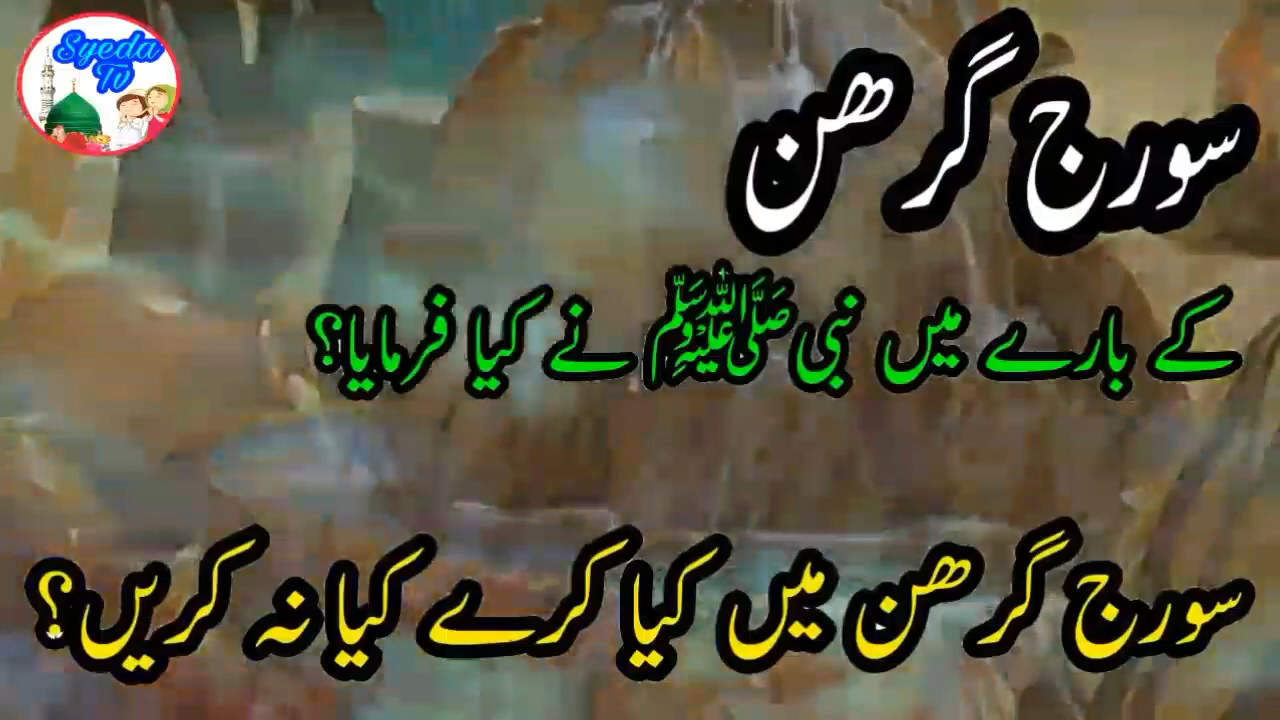 Syeda
Tv
سورج گرھن
کے بارے میں نبی ﷺ نے کیا فرمایا؟
سورج گرھن میں کیا کرے کیا نہ کریں؟